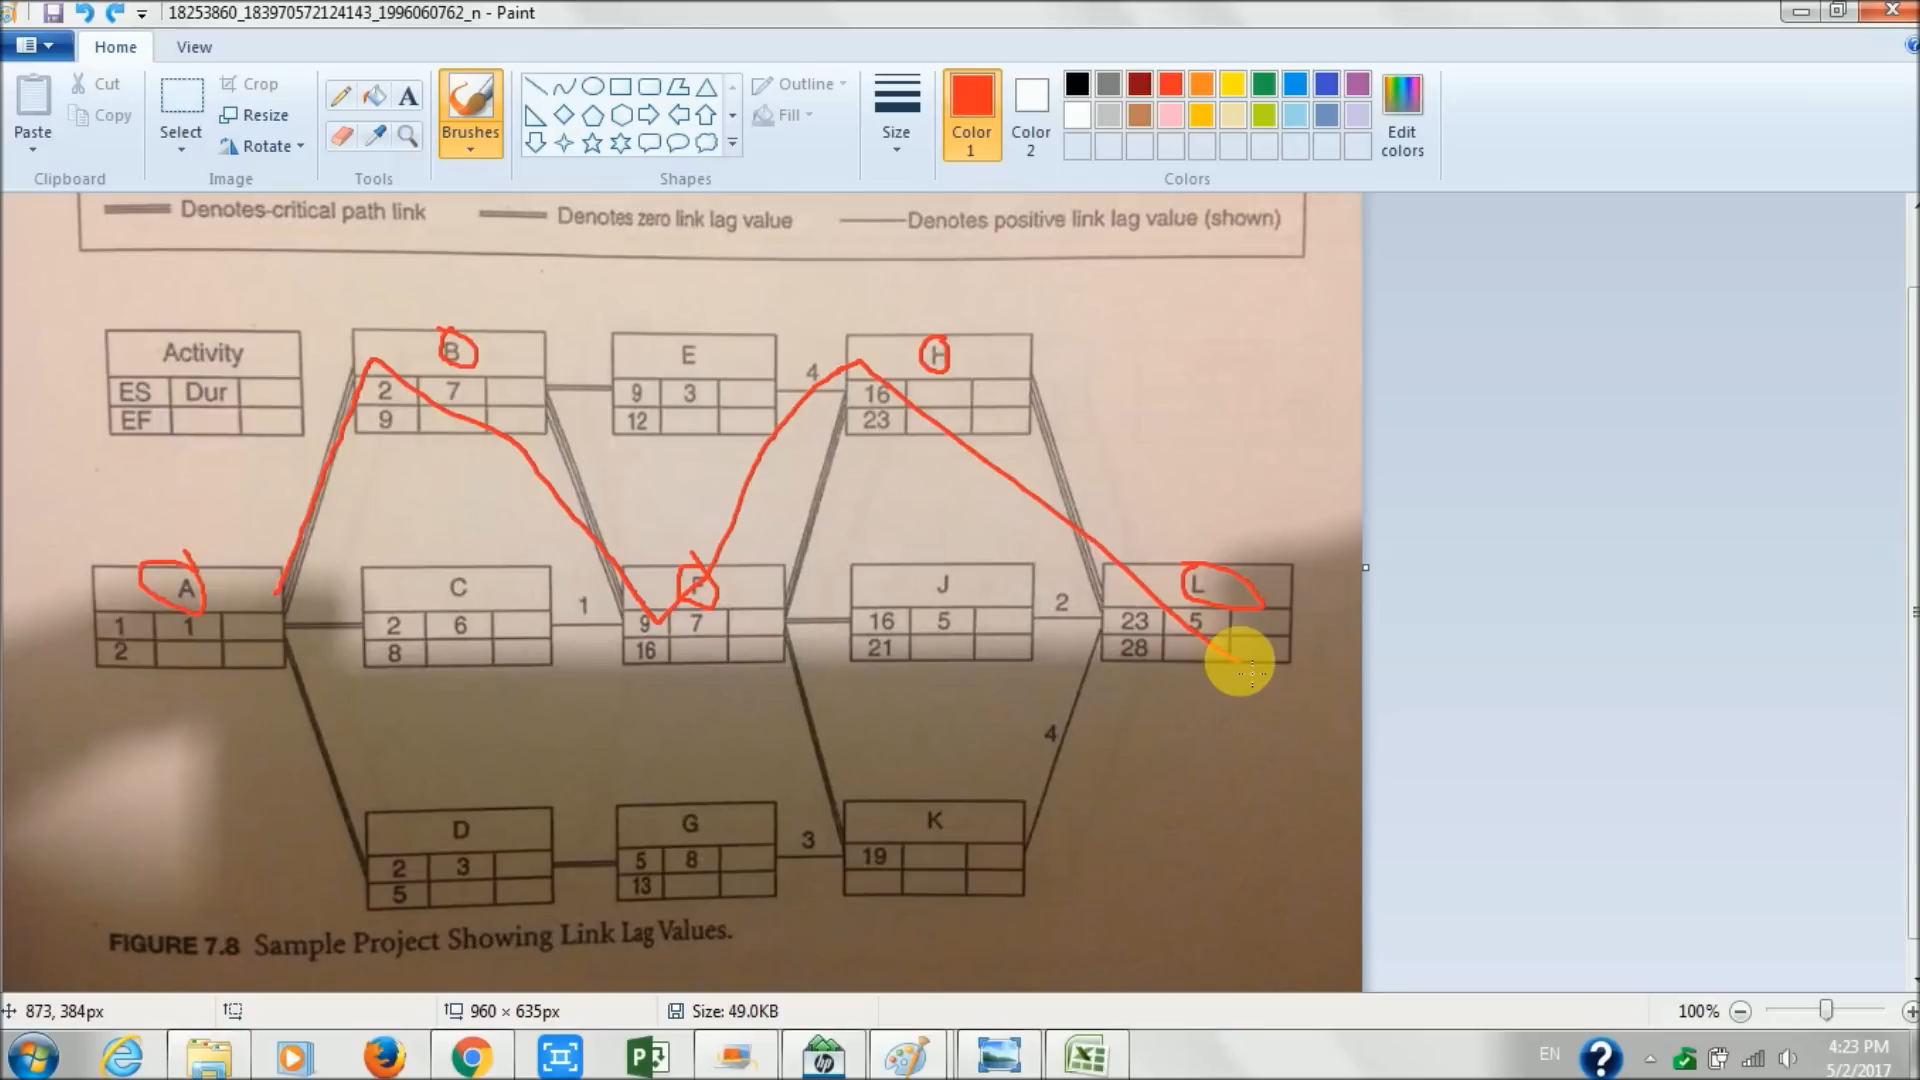 18253860_183970572124143_1996060762_n - Paint
Home View
Paste
Cut
Copy
Clipboard
Select
Crop
Resize
Rotate
Image
A
Tools
Brushes
Outline
Fill
Shapes
Size
Color 1
Color 2
Edit colors
Colors
Denotes-critical path link
Denotes zero link lag value
Denotes positive link lag value (shown)
Activity
ES Dur
EF
B
2 7
9
E
9 3
12
4
H
16
23
A
1 1
2
C
2 6
8
1
F
9 7
16
J
16 5
21
2
L
23 5
28
4
D
2 3
5
G
5 8
13
3
K
19
FIGURE 7.8 Sample Project Showing Link Lag Values.
873, 384px
960 × 635px
Size: 49.0KB
100%
P
hp
EN
?
4:23 PM
5/2/2017